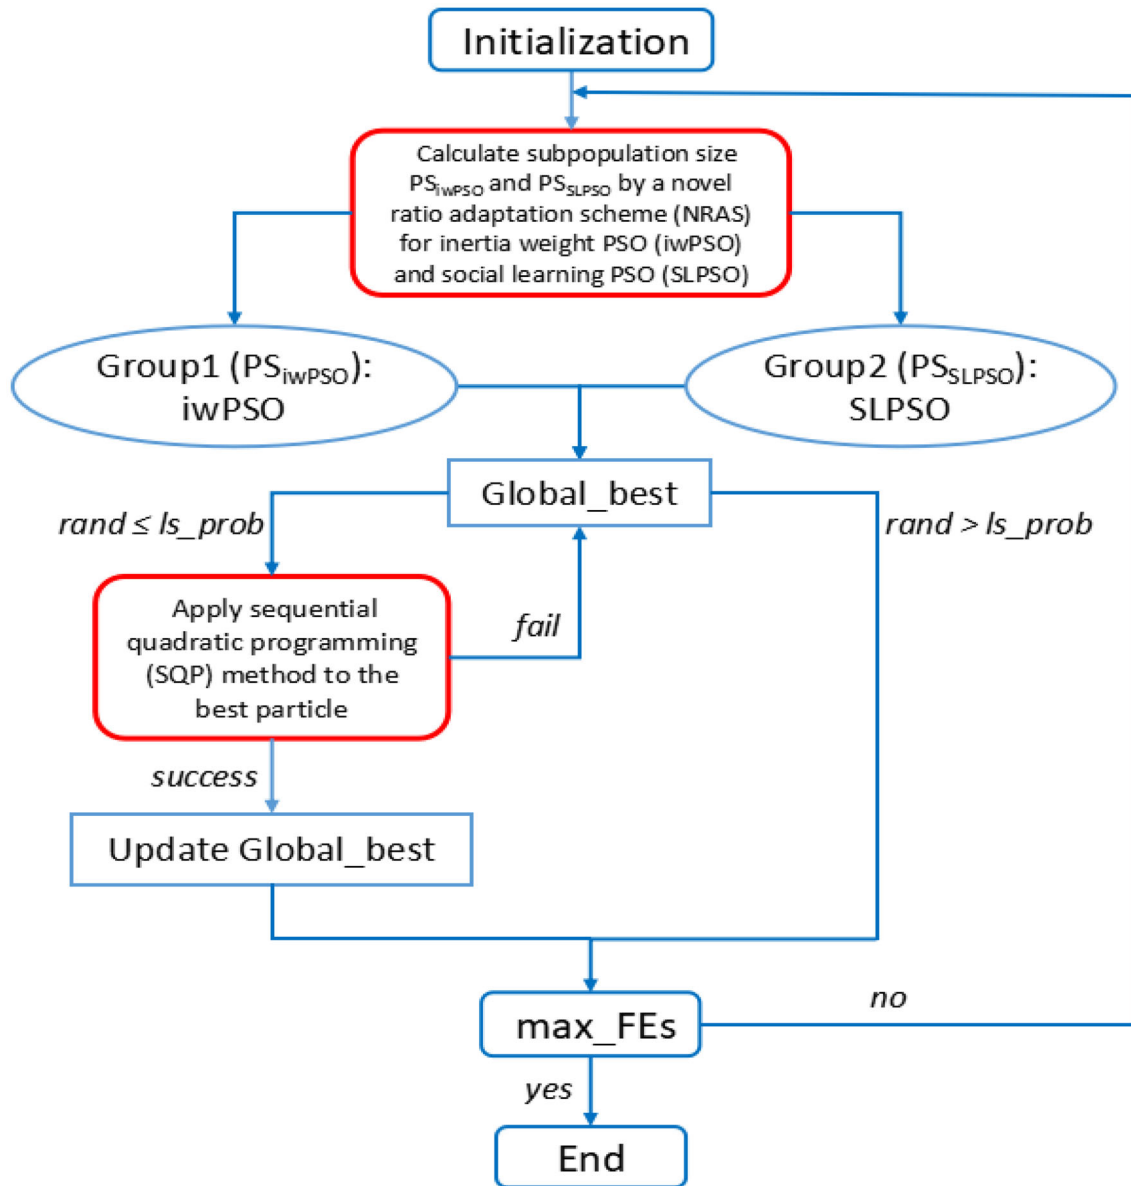 Initialization
Calculate subpopulation size
PSiwPSO and PSSLPSO by a novel
ratio adaptation scheme (NRAS)
for inertia weight PSO (iwPSO)
and social learning PSO (SLPSO)
Group1 (PSiwPSO):
iwPSO
Group2 (PSSLPSO):
SLPSO
Global_best
rand ≤ ls_prob
rand > ls_prob
Apply sequential
quadratic programming
(SQP) method to the
best particle
fail
success
Update Global_best
max_FEs
no
yes
End